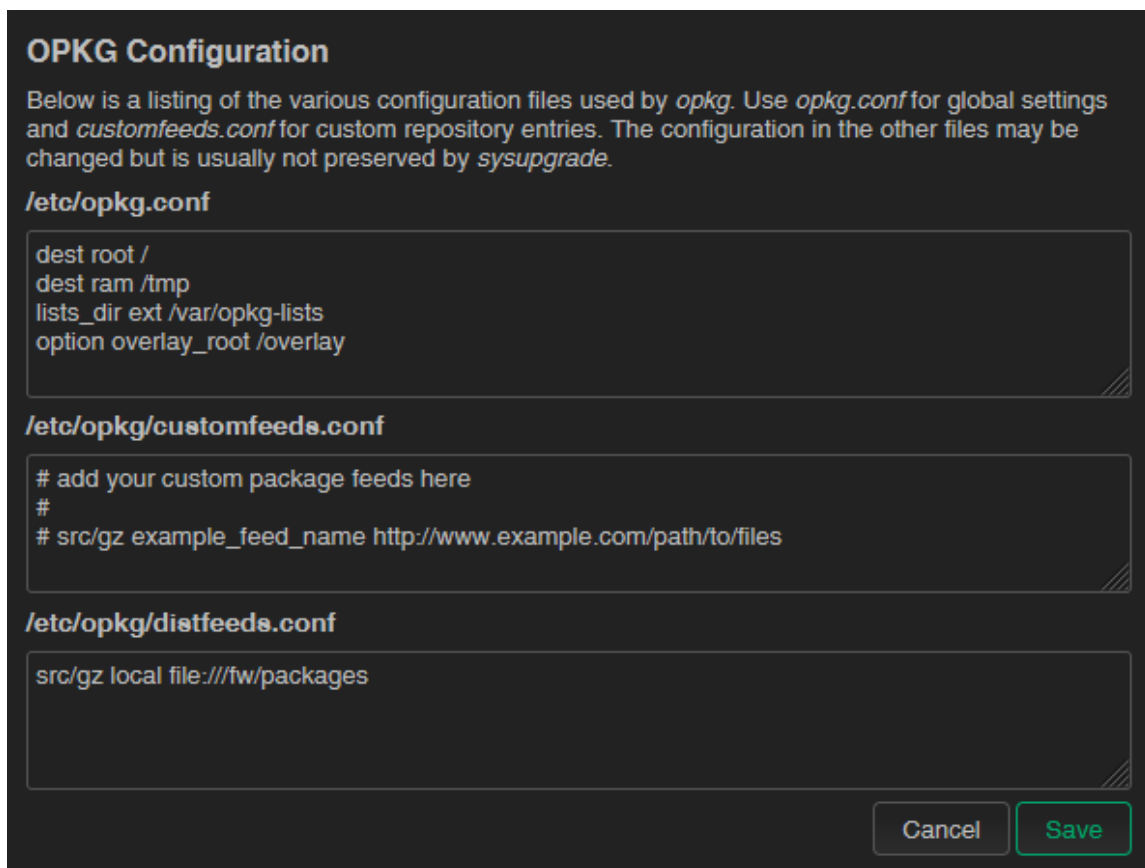 OPKG Configuration
Below is a listing of the various configuration files used by opkg. Use opkg.conf for global settings
and customfeeds.conf for custom repository entries. The configuration in the other files may be
changed but is usually not preserved by sysupgrade.
/etc/opkg.conf
dest root /
dest ram /tmp
lists_dir ext /var/opkg-lists
option overlay_root /overlay
/etc/opkg/customfeeds.conf
# add your custom package feeds here
#
# src/gz example_feed_name http://www.example.com/path/to/files
/etc/opkg/distfeeds.conf
src/gz local file:///fw/packages
Cancel
Save